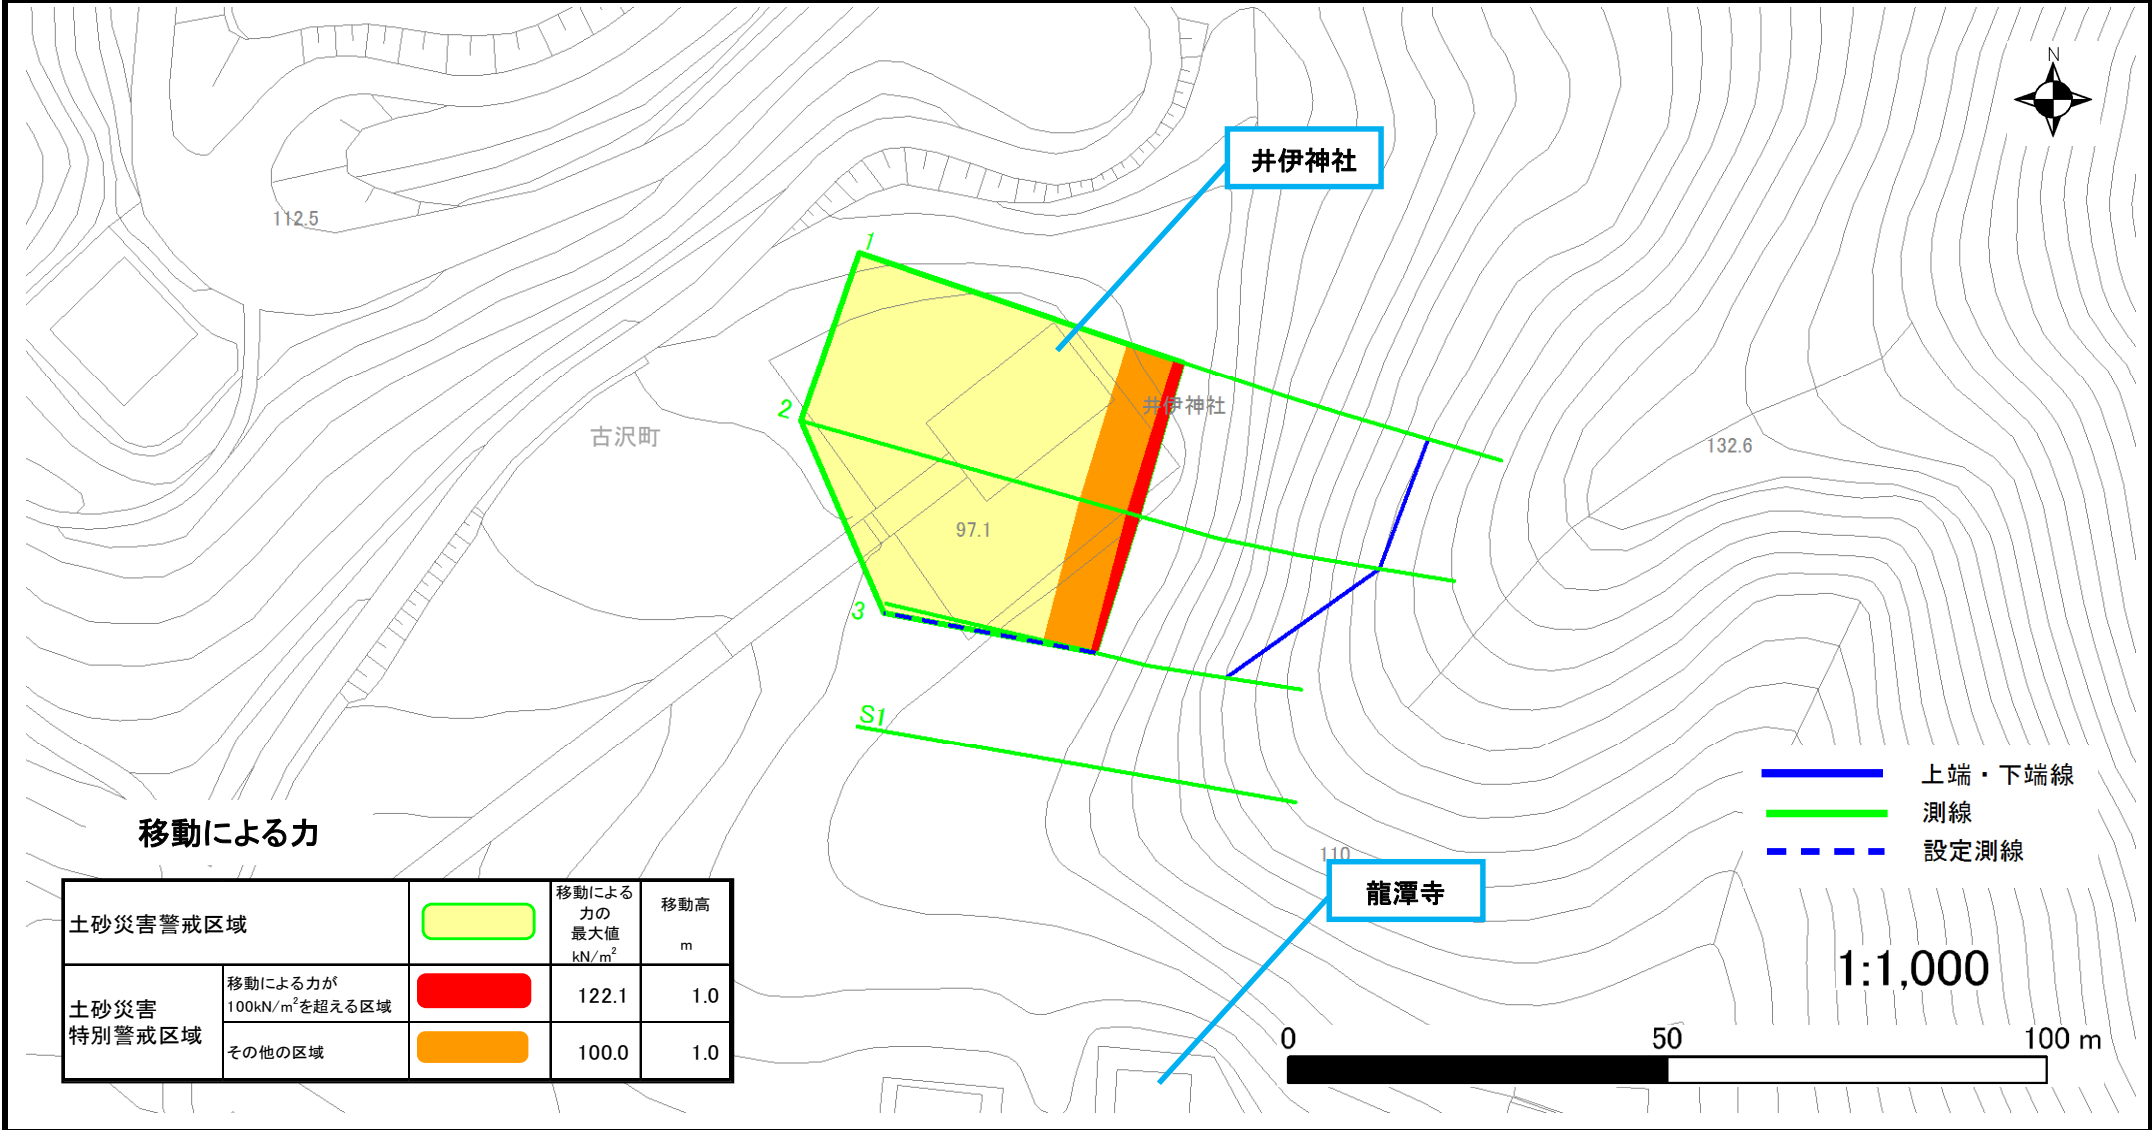 N
井伊神社
112.5
1
井伊神社
2
古沢町
132.6
97.1
3
S1
上端・下端線
測線
設定測線
移動による力
110
龍潭寺
土砂災害警戒区域
移動による
力の
最大値
kN/m²
移動高
m
土砂災害
特別警戒区域
移動による力が
100kN/m²を超える区域
122.1
1.0
その他の区域
100.0
1.0
1:1,000
0 50 100 m